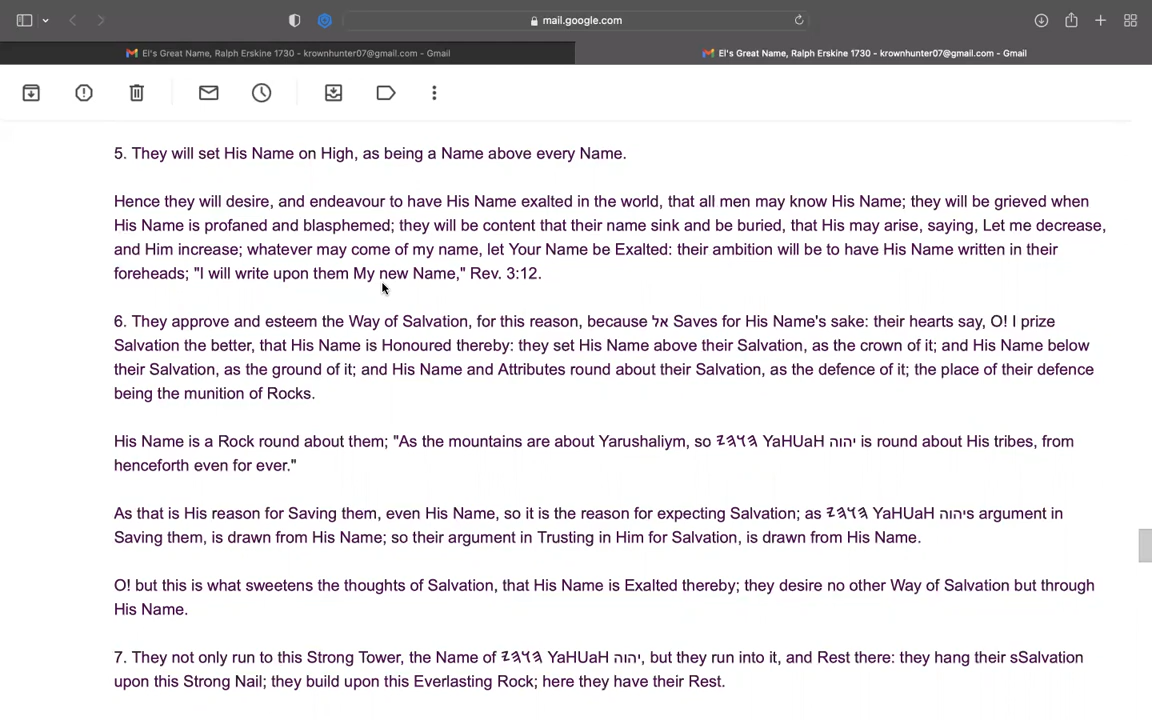 mail.google.com
El's Great Name, Ralph Erskine 1730 - krownhunter07@gmail.com - Gmail
El's Great Name, Ralph Erskine 1730 - krownhunter07@gmail.com - Gmail
5. They will set His Name on High, as being a Name above every Name.
Hence they will desire, and endeavour to have His Name exalted in the world, that all men may know His Name; they will be grieved when
His Name is profaned and blasphemed; they will be content that their name sink and be buried, that His may arise, saying, Let me decrease,
and Him increase; whatever may come of my name, let Your Name be Exalted: their ambition will be to have His Name written in their
foreheads; "I will write upon them My new Name," Rev. 3:12.
6. They approve and esteem the Way of Salvation, for this reason, because אל Saves for His Name's sake: their hearts say, O! I prize
Salvation the better, that His Name is Honoured thereby: they set His Name above their Salvation, as the crown of it; and His Name below
their Salvation, as the ground of it; and His Name and Attributes round about their Salvation, as the defence of it; the place of their defence
being the munition of Rocks.
His Name is a Rock round about them; "As the mountains are about Yarushaliym, so 𐤉𐤄𐤅𐤄 YaHUaH יהוה is round about His tribes, from
henceforth even for ever."
As that is His reason for Saving them, even His Name, so it is the reason for expecting Salvation; as 𐤉𐤄𐤅𐤄 YaHUaH יהוהs argument in
Saving them, is drawn from His Name; so their argument in Trusting in Him for Salvation, is drawn from His Name.
O! but this is what sweetens the thoughts of Salvation, that His Name is Exalted thereby; they desire no other Way of Salvation but through
His Name.
7. They not only run to this Strong Tower, the Name of 𐤉𐤄𐤅𐤄 YaHUaH יהוה, but they run into it, and Rest there: they hang their sSalvation
upon this Strong Nail; they build upon this Everlasting Rock; here they have their Rest.